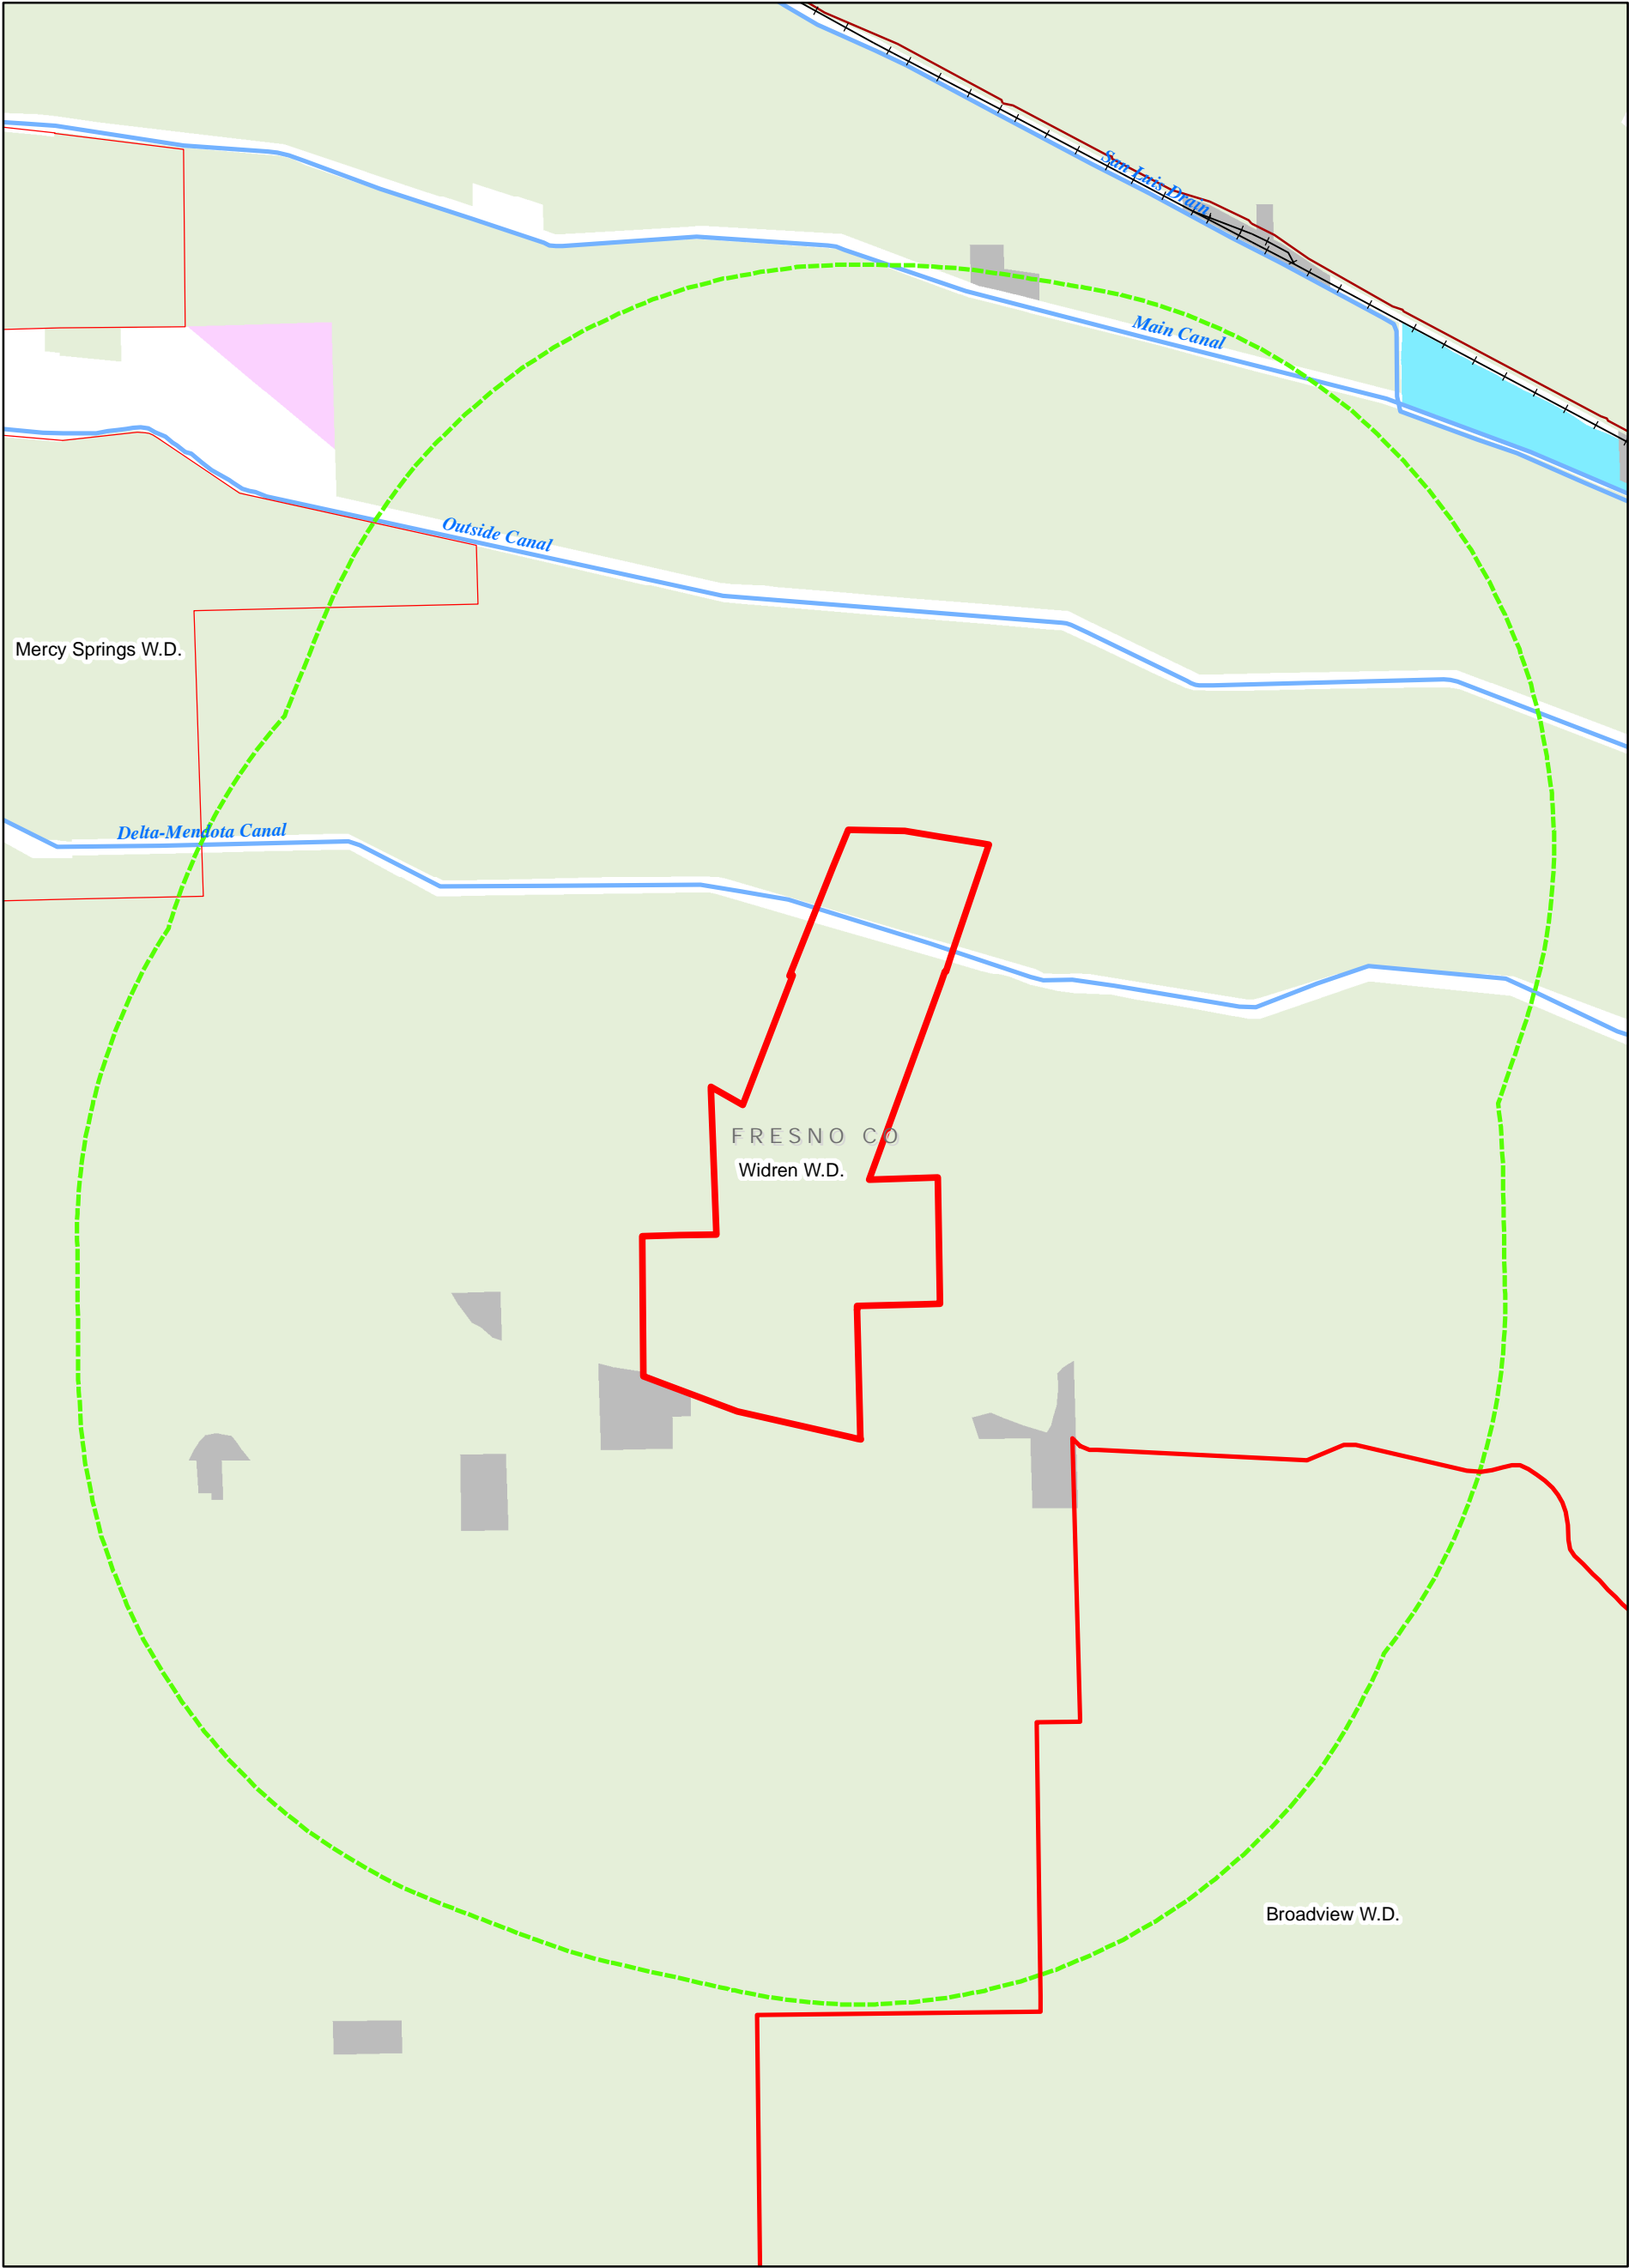 San Luis Drain
Main Canal
Outside Canal
Mercy Springs W.D.
Delta-Mendota Canal
FRESNO CO
Widren W.D.
Broadview W.D.